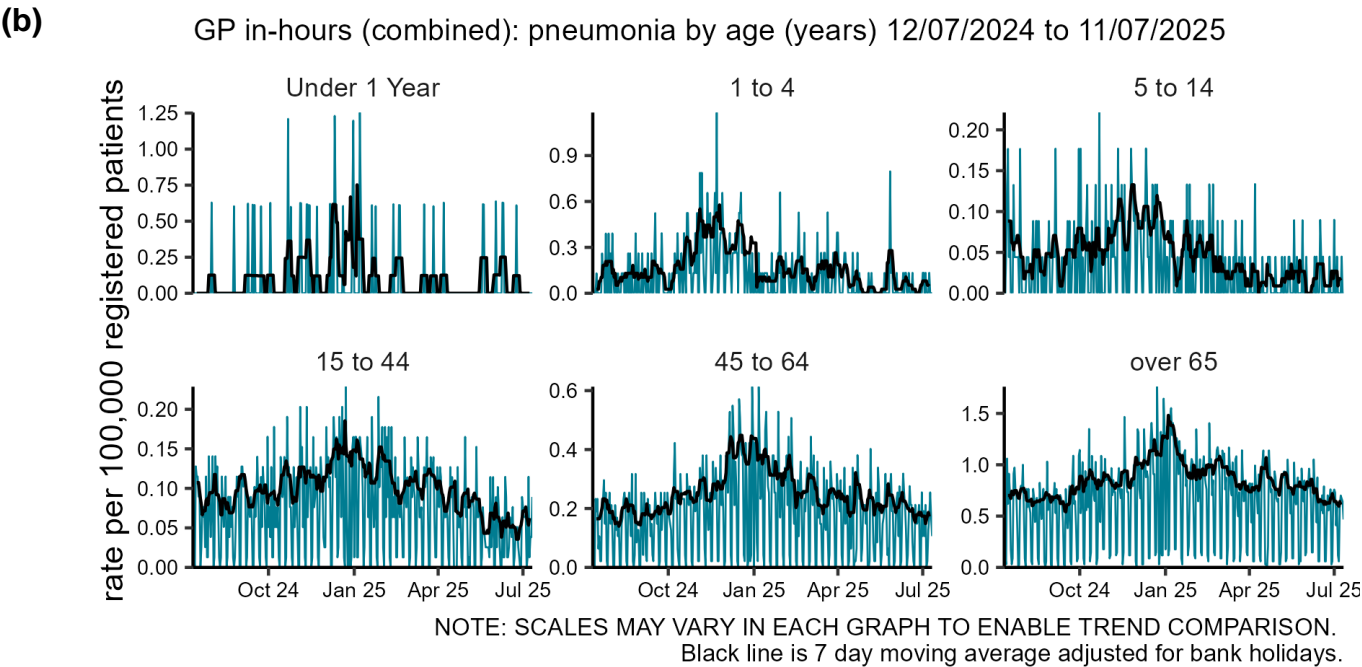 (b)
GP in-hours (combined): pneumonia by age (years) 12/07/2024 to 11/07/2025
rate per 100,000 registered patients
Under 1 Year
1.25
1.00
0.75
0.50
0.25
0.00
1 to 4
0.9
0.6
0.3
0.0
5 to 14
0.20
0.15
0.10
0.05
0.00
15 to 44
0.20
0.15
0.10
0.05
0.00
Oct 24 Jan 25 Apr 25 Jul 25
45 to 64
0.6
0.4
0.2
0.0
Oct 24 Jan 25 Apr 25 Jul 25
over 65
1.5
1.0
0.5
0.0
Oct 24 Jan 25 Apr 25 Jul 25
NOTE: SCALES MAY VARY IN EACH GRAPH TO ENABLE TREND COMPARISON.
Black line is 7 day moving average adjusted for bank holidays.